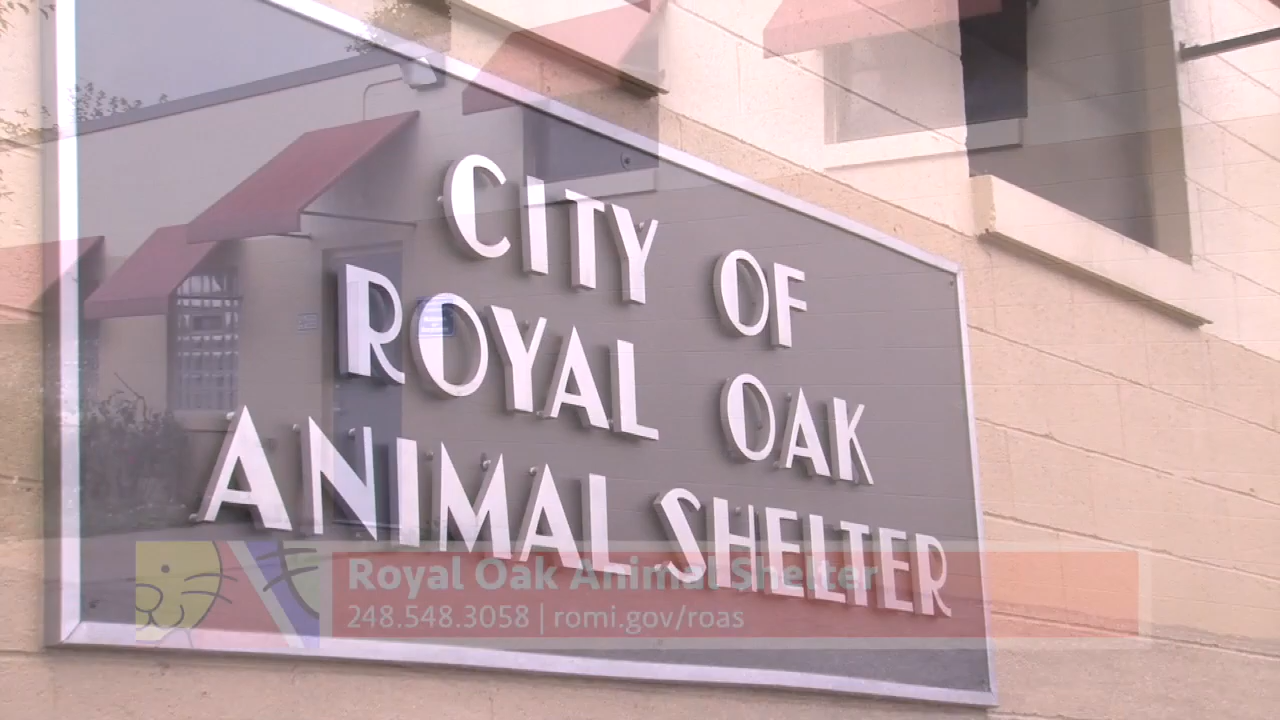 CITY OF
ROYAL OAK
ANIMAL SHELTER
Royal Oak Animal Shelter
248.548.3058 | romi.gov/roas